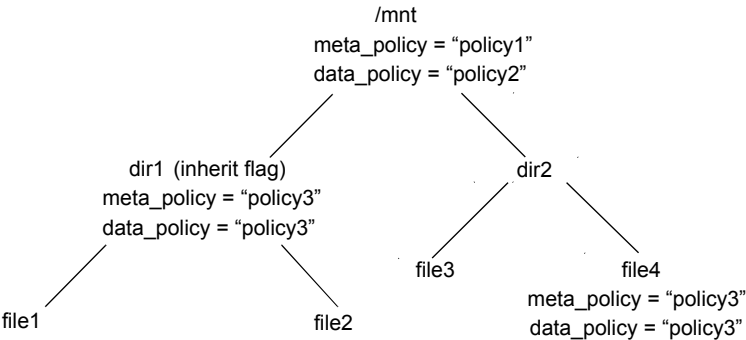 /mnt
meta_policy = “policy1”
data_policy = “policy2”
dir1 (inherit flag)
meta_policy = “policy3”
data_policy = “policy3”
dir2
file1
file2
file3
file4
meta_policy = “policy3”
data_policy = “policy3”